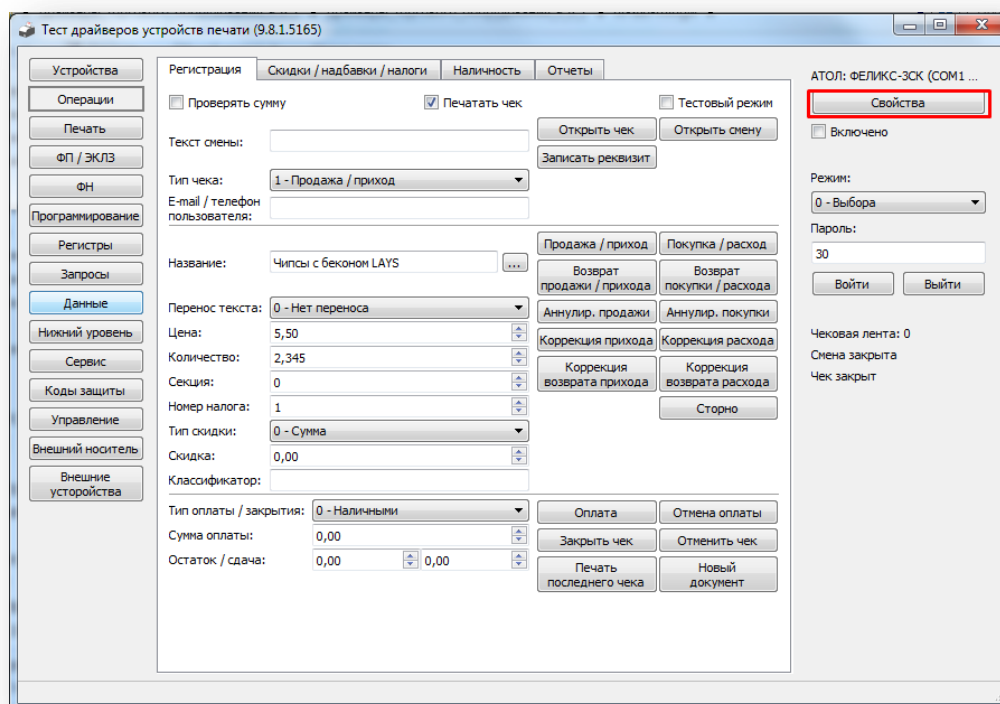 Тест драйверов устройств печати (9.8.1.5165)
Устройства
Операции
Печать
ФП / ЭКЛЗ
ФН
Программирование
Регистры
Запросы
Данные
Нижний уровень
Сервис
Коды защиты
Управление
Внешний носитель
Внешние
усторойства
Регистрация
Скидки / надбавки / налоги
Наличность
Отчеты
Проверять сумму
Печатать чек
Тестовый режим
Текст смены:
Открыть чек
Открыть смену
Записать реквизит
Тип чека:
1 - Продажа / приход
E-mail / телефон
пользователя:
Название:
Чипсы с беконом LAYS
...
Продажа / приход
Покупка / расход
Возврат
продажи / прихода
Возврат
покупки / расхода
Перенос текста:
0 - Нет переноса
Аннулир. продажи
Аннулир. покупки
Цена:
5,50
Коррекция прихода
Коррекция расхода
Количество:
2,345
Коррекция
возврата прихода
Коррекция
возврата расхода
Секция:
0
Номер налога:
1
Сторно
Тип скидки:
0 - Сумма
Скидка:
0,00
Классификатор:
Тип оплаты / закрытия:
0 - Наличными
Оплата
Отмена оплаты
Сумма оплаты:
0,00
Закрыть чек
Отменить чек
Остаток / сдача:
0,00
0,00
Печать
последнего чека
Новый
документ
АТОЛ: ФЕЛИКС-3СК (COM1 ...
Свойства
Включено
Режим:
0 - Выбора
Пароль:
30
Войти
Выйти
Чековая лента: 0
Смена закрыта
Чек закрыт